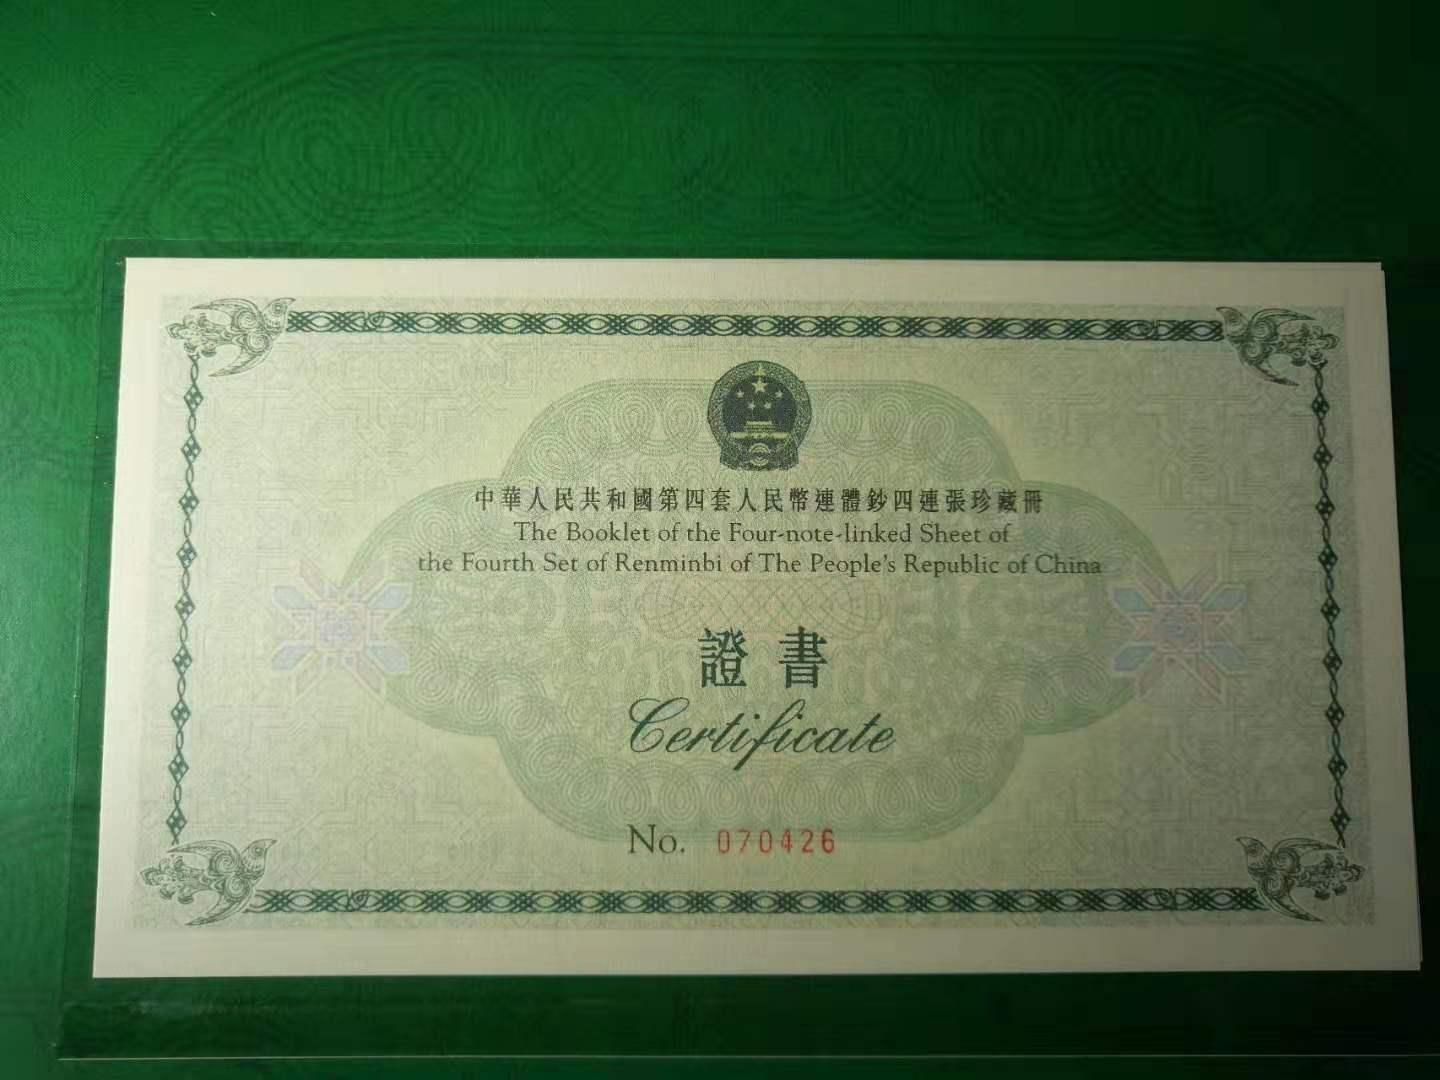 中華人民共和國第四套人民幣連體鈔四連張珍藏冊
The Booklet of the Four-note-linked Sheet of
the Fourth Set of Renminbi of The People's Republic of China
證書
Certificate
No. 070426